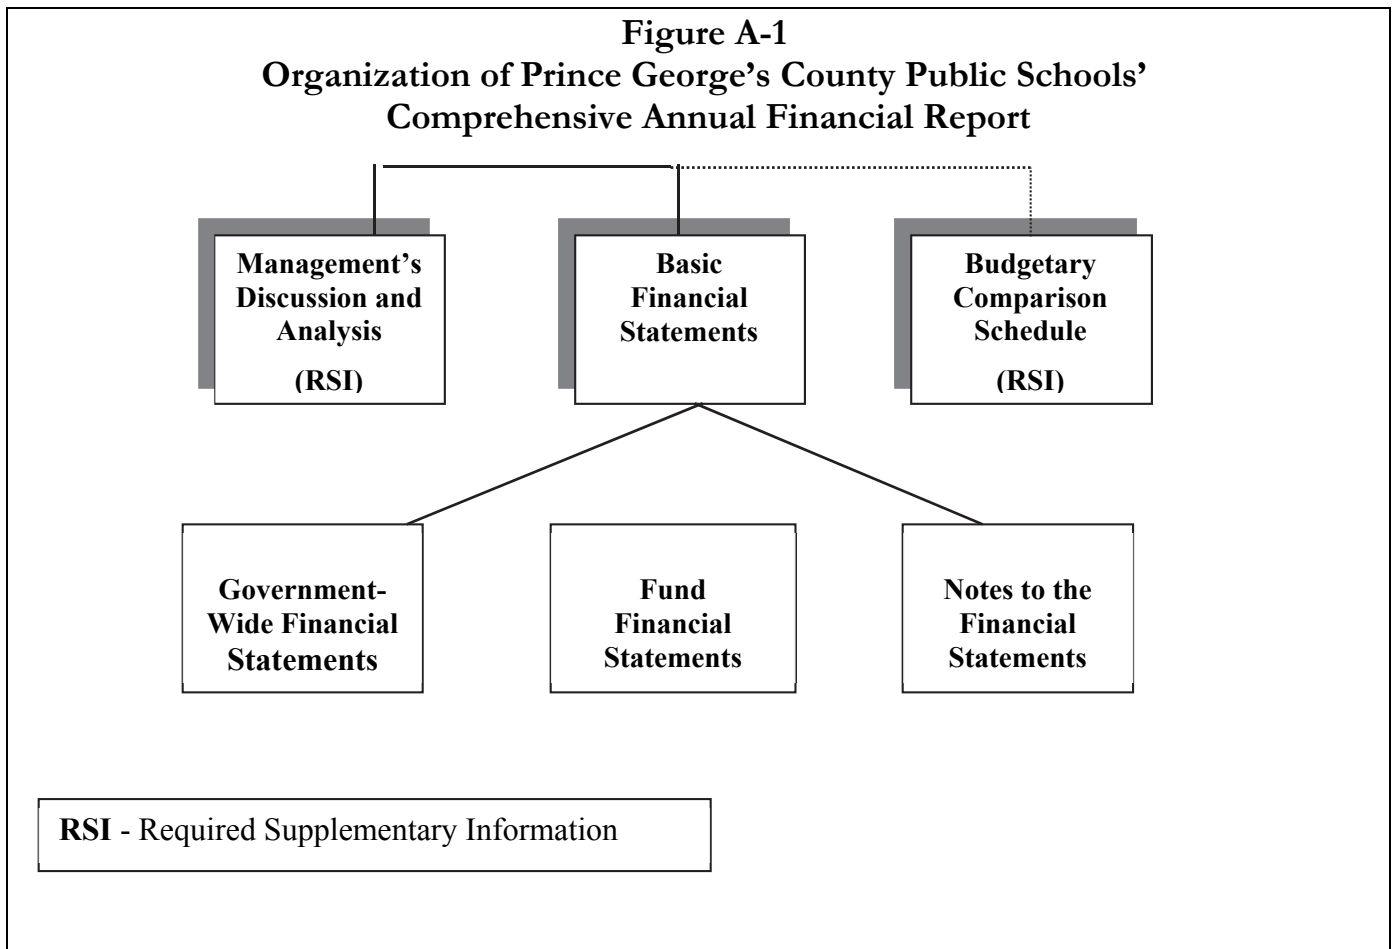 Figure A-1
Organization of Prince George’s County Public Schools’
Comprehensive Annual Financial Report
Management’s
Discussion and
Analysis
(RSI)
Basic
Financial
Statements
Budgetary
Comparison
Schedule
(RSI)
Government-
Wide Financial
Statements
Fund
Financial
Statements
Notes to the
Financial
Statements
RSI - Required Supplementary Information